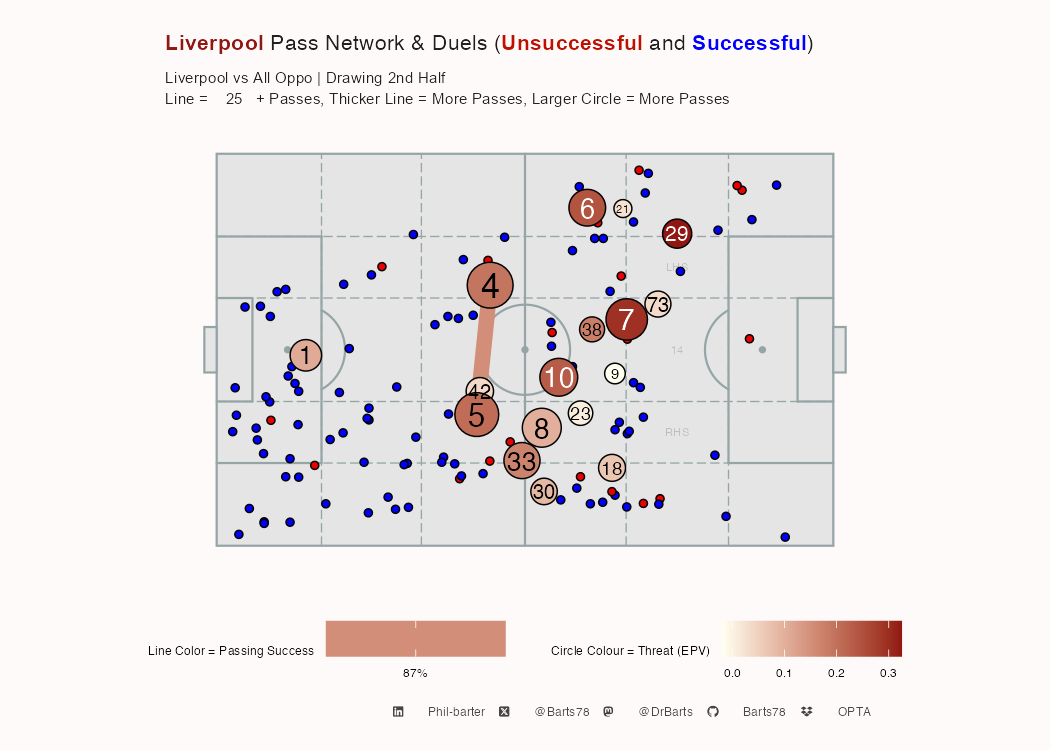 Liverpool Pass Network & Duels (Unsuccessful and Successful)
Liverpool vs All Oppo | Drawing 2nd Half
Line = 25 + Passes, Thicker Line = More Passes, Larger Circle = More Passes
6
21
29
LHS
4
73
7
38
14
1
9
10
42
5
23
8
RHS
33
18
30
Line Color = Passing Success
87%
Circle Colour = Threat (EPV)
0.0 0.1 0.2 0.3
Phil-barter @Barts78 @DrBarts Barts78 OPTA